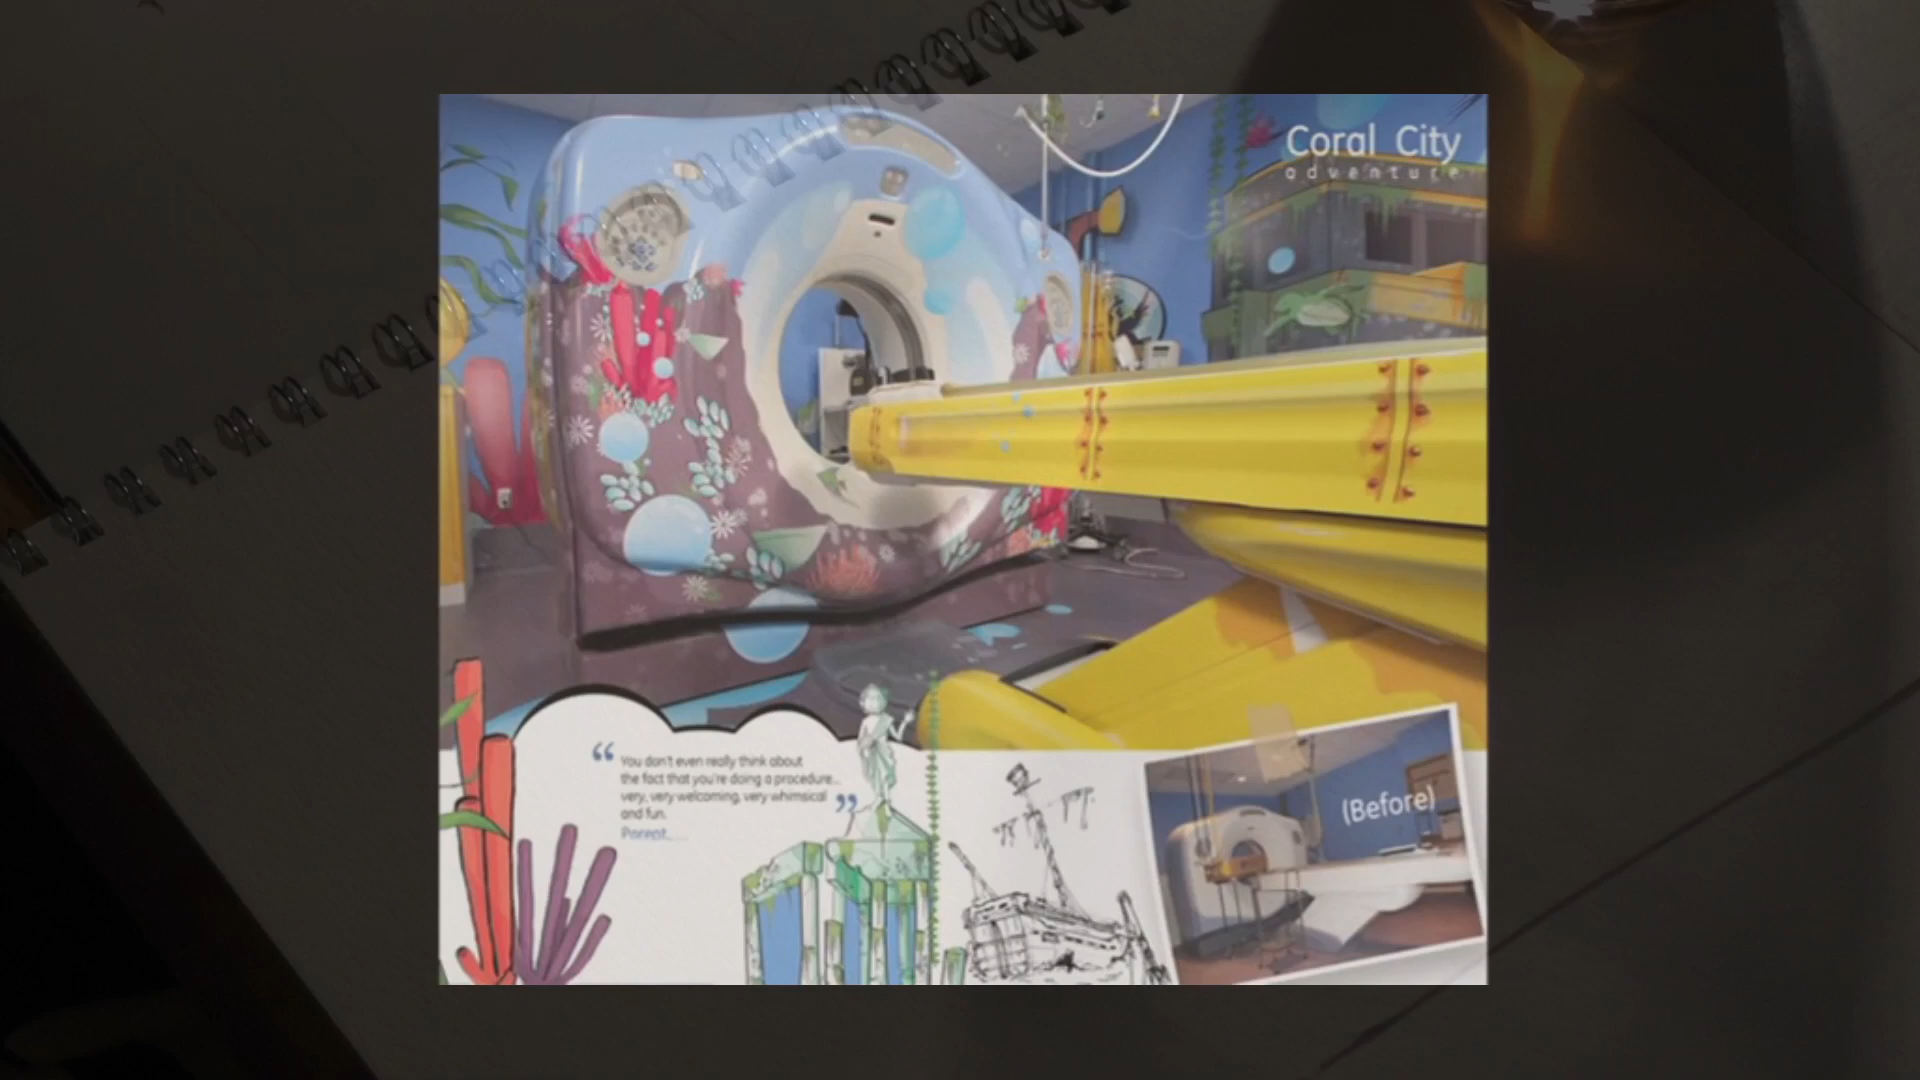 Coral City
adventure
“ You don't even really think about
the fact that you're doing a procedure...
very, very welcoming, very whimsical
and fun. ”
Parent
(Before)